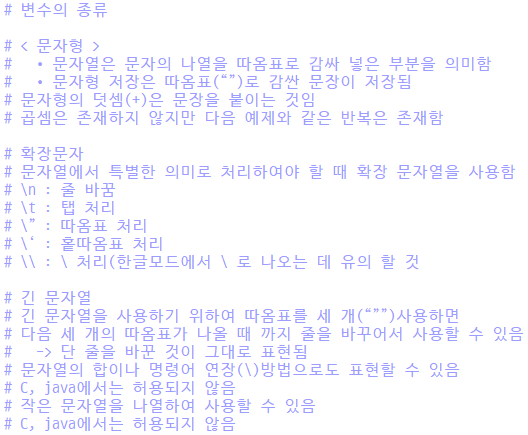 # 변수의 종류
# < 문자형 >
#   • 문자열은 문자의 나열을 따옴표로 감싸 넣은 부분을 의미함
#   • 문자형 저장은 따옴표(“”)로 감싼 문장이 저장됨
# 문자형의 덧셈(+)은 문장을 붙이는 것임
# 곱셈은 존재하지 않지만 다음 예제와 같은 반복은 존재함
# 확장문자
# 문자열에서 특별한 의미로 처리하여야 할 때 확장 문자열을 사용함
# \n : 줄 바꿈
# \t : 탭 처리
# \” : 따옴표 처리
# \‘ : 홑따옴표 처리
# \\ : \ 처리(한글모드에서 \ 로 나오는 데 유의 할 것
# 긴 문자열
# 긴 문자열을 사용하기 위하여 따옴표를 세 개(“””)사용하면
# 다음 세 개의 따옴표가 나올 때 까지 줄을 바꾸어서 사용할 수 있음
#   -> 단 줄을 바꾼 것이 그대로 표현됨
# 문자열의 합이나 명령어 연장(\)방법으로도 표현할 수 있음
# C, java에서는 허용되지 않음
# 작은 문자열을 나열하여 사용할 수 있음
# C, java에서는 허용되지 않음